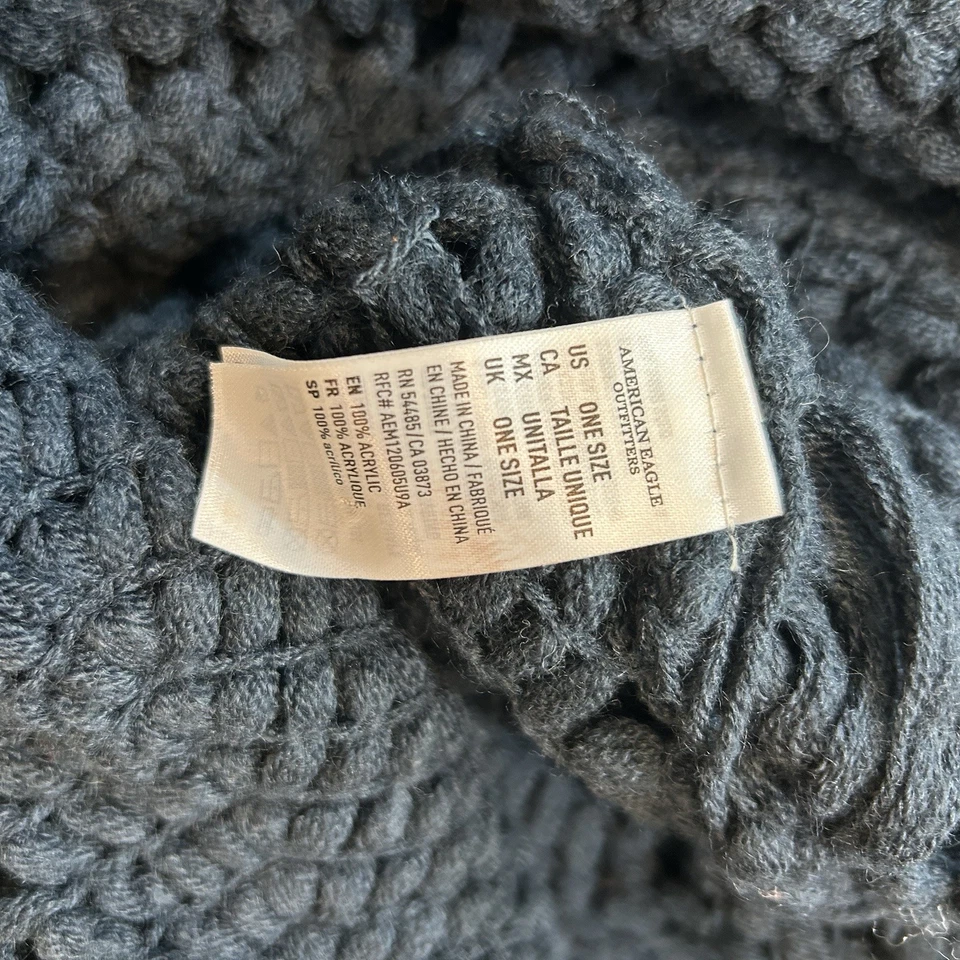 AMERICAN EAGLE
OUTFITTERS
US ONE SIZE
CA TAILLE UNIQUE
MX UNITALLA
UK ONE SIZE
MADE IN CHINA / FABRIQUÉ
EN CHINE / HECHO EN CHINA
RN 54485 / CA 03873
RFC# AEM120605U9A
EN 100% ACRYLIC
FR 100% ACRYLIQUE
SP 100% acrílico